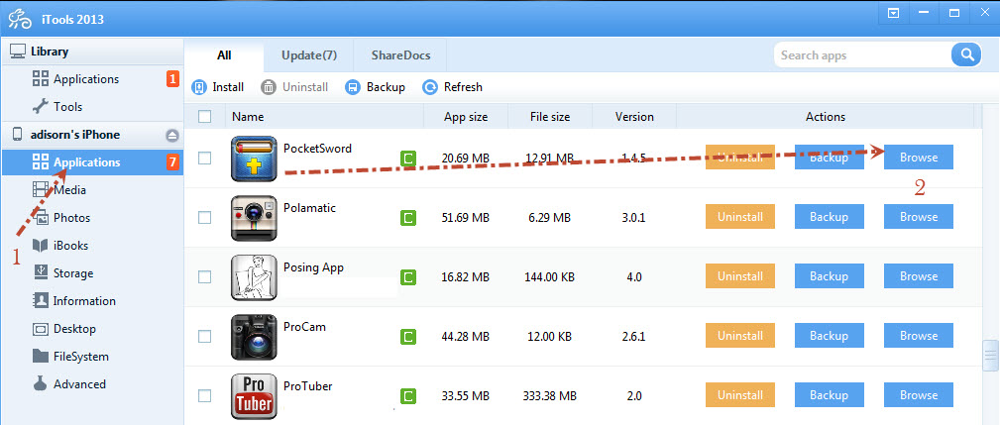 iTools 2013
Library
Applications 1
Tools
adisorn's iPhone
Applications 7
Media
Photos
iBooks
Storage
Information
Desktop
FileSystem
Advanced
1
All Update(7) ShareDocs Search apps
Install Uninstall Backup Refresh
Name App size File size Version Actions
PocketSword C 20.69 MB 12.91 MB 1.4.5 Uninstall Backup Browse
2
Polamatic C 51.69 MB 6.29 MB 3.0.1 Uninstall Backup Browse
Posing App C 16.82 MB 144.00 KB 4.0 Uninstall Backup Browse
ProCam C 44.28 MB 12.00 KB 2.6.1 Uninstall Backup Browse
Pro Tuber ProTuber C 33.55 MB 333.38 MB 2.0 Uninstall Backup Browse